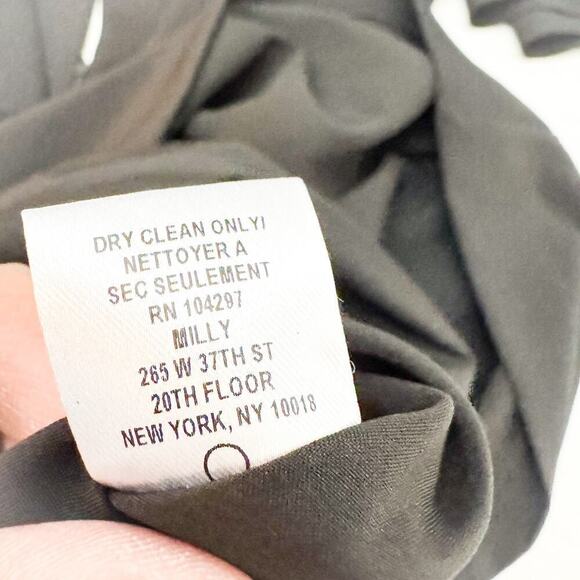 DRY CLEAN ONLY!
NETTOYER A
SEC SEULEMENT
RN 104297
MILLY
265 W 37TH ST
20TH FLOOR
NEW YORK, NY 10018